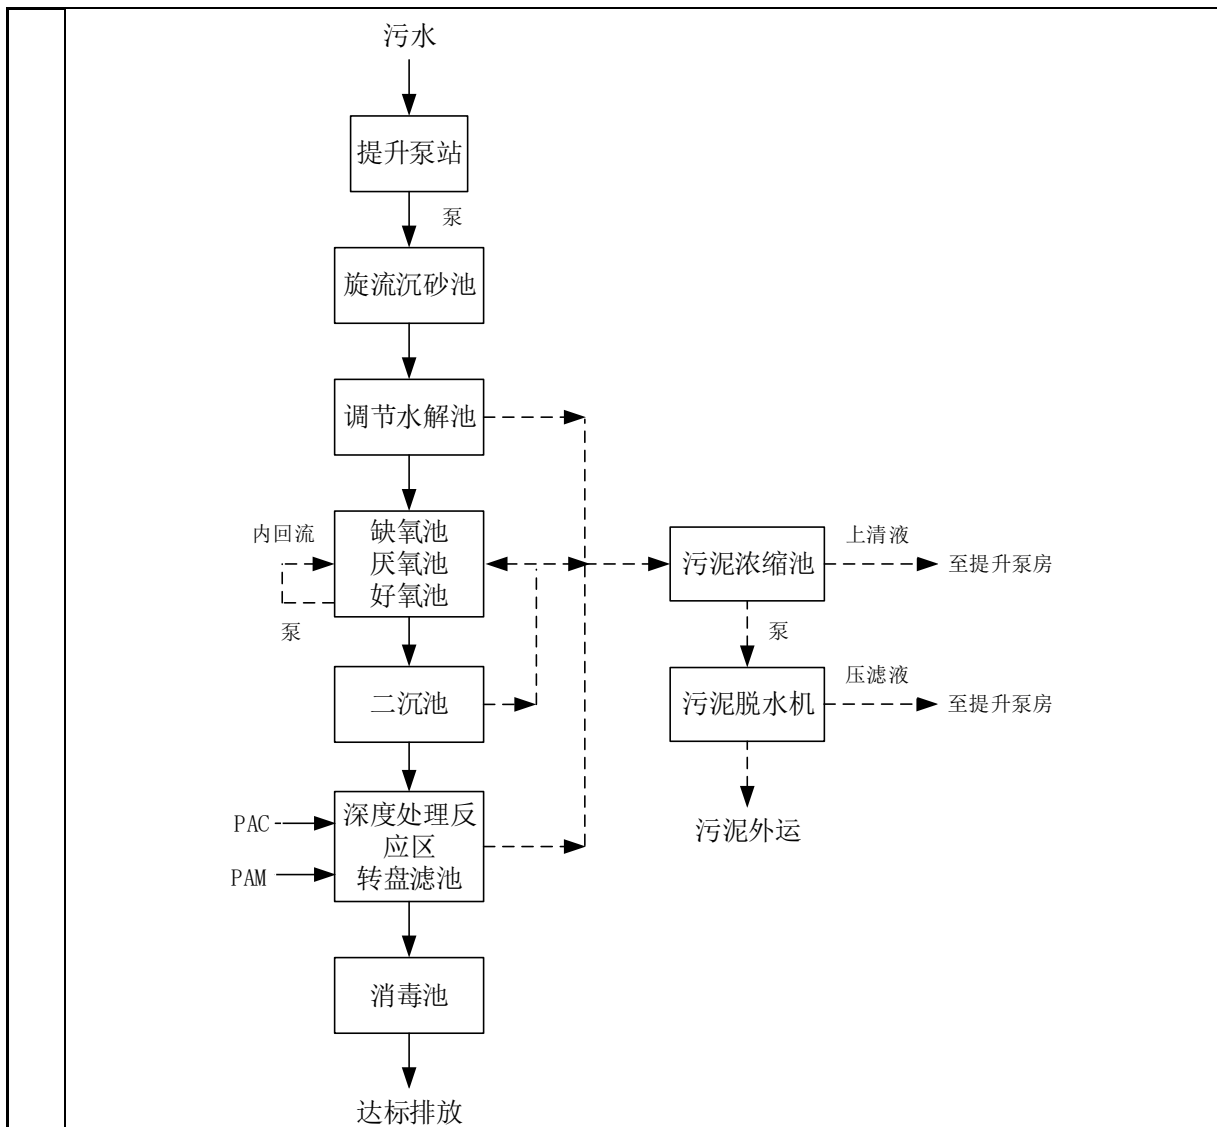 污水
提升泵站
泵
旋流沉砂池
调节水解池
内回流
缺氧池
厌氧池
好氧池
泵
污泥浓缩池
上清液
至提升泵房
泵
二沉池
污泥脱水机
压滤液
至提升泵房
污泥外运
PAC
PAM
深度处理反
应区
转盘滤池
消毒池
达标排放